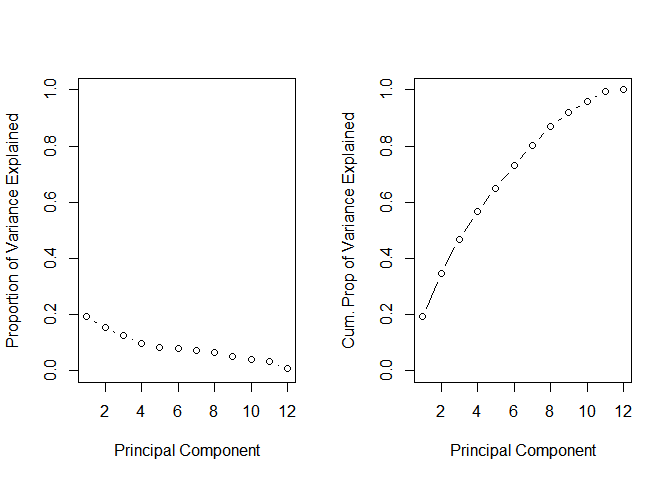 Proportion of Variance Explained
1.0
0.8
0.6
0.4
0.2
0.0
2 4 6 8 10 12
Principal Component
Cum. Prop of Variance Explained
1.0
0.8
0.6
0.4
0.2
0.0
2 4 6 8 10 12
Principal Component